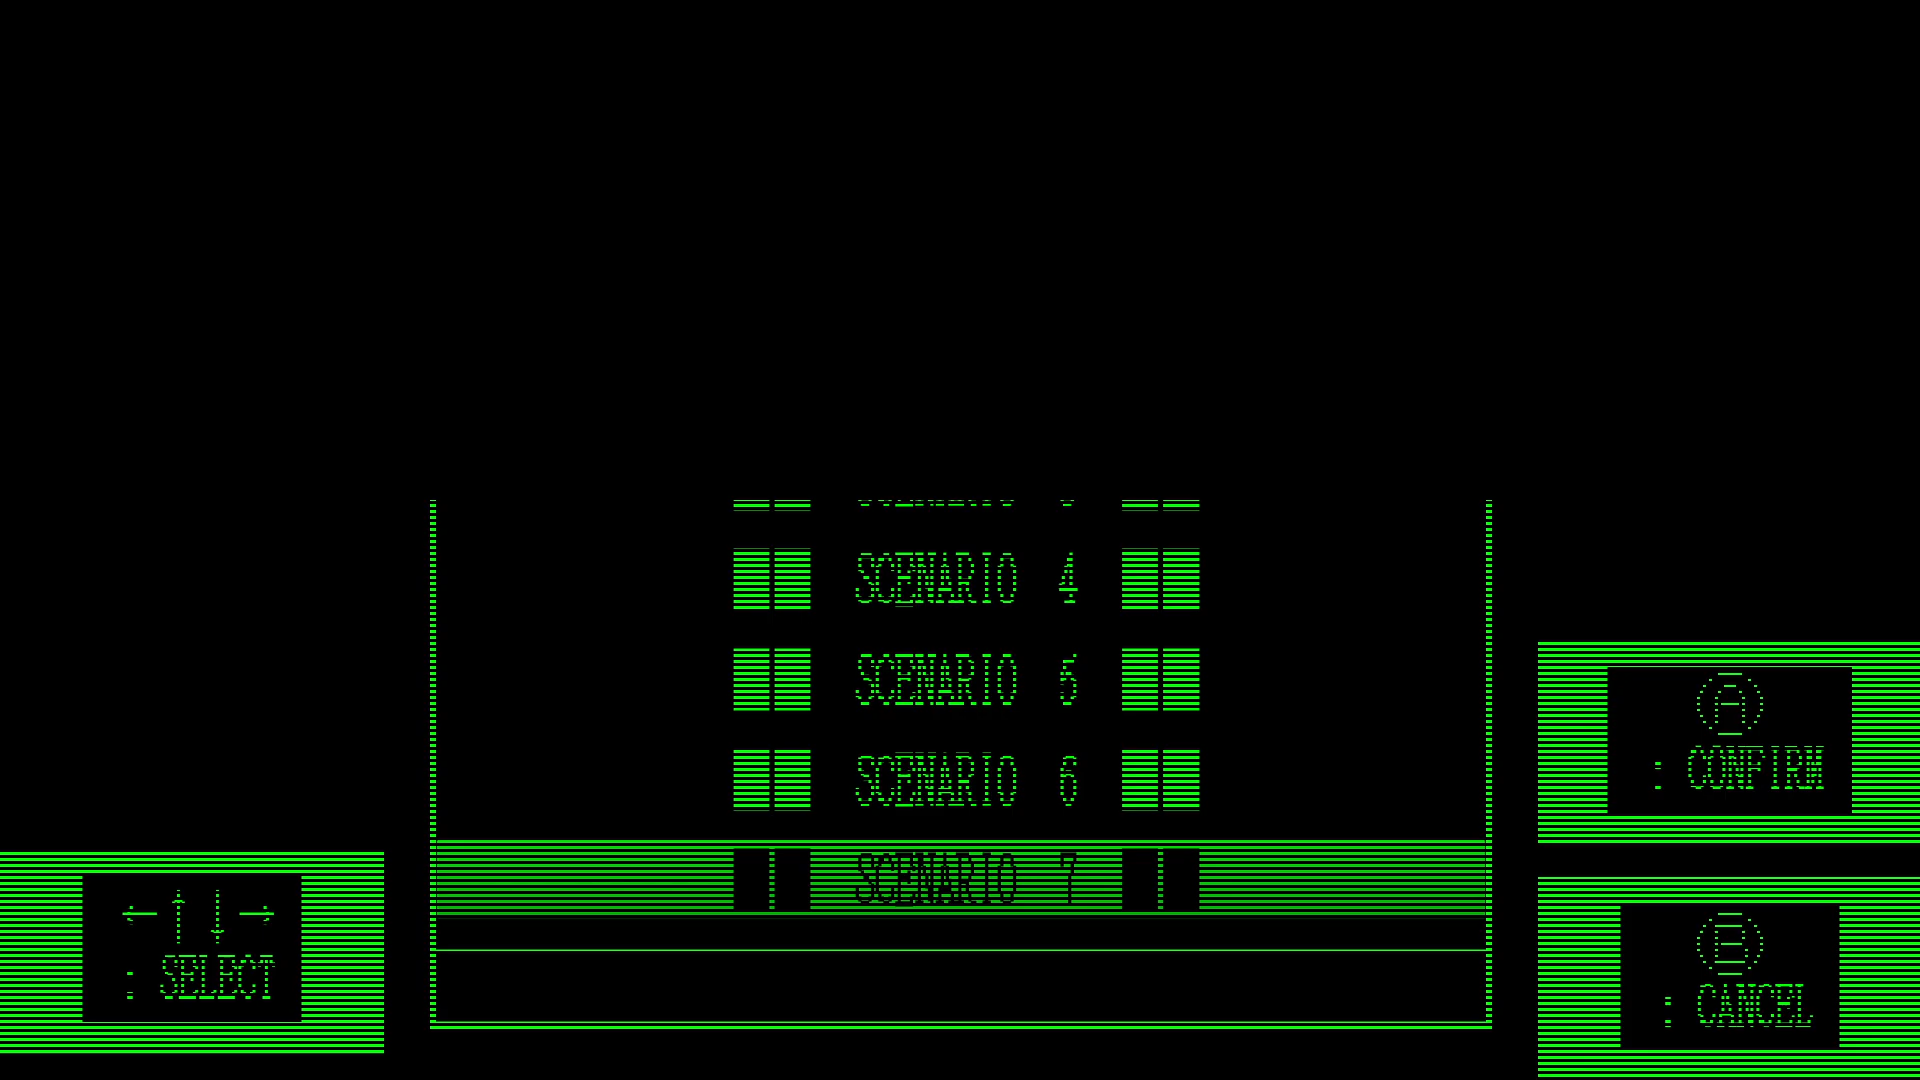 SCENARIO 4
SCENARIO 5
SCENARIO 6
SCENARIO 7
←↑↓→
: SELECT
Ⓐ
: CONFIRM
Ⓑ
: CANCEL